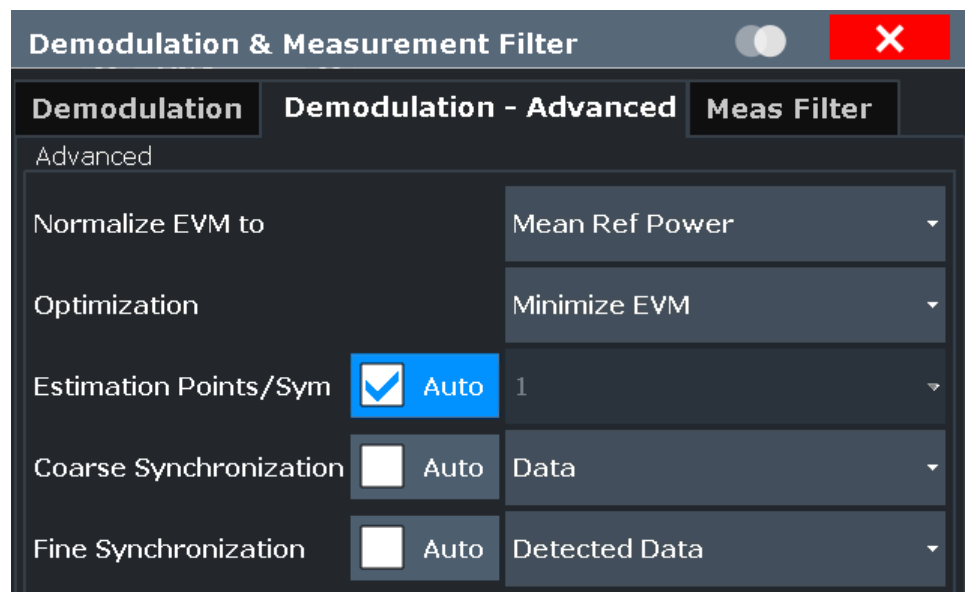 Demodulation & Measurement Filter
Demodulation Demodulation - Advanced Meas Filter
Advanced
Normalize EVM to Mean Ref Power
Optimization Minimize EVM
Estimation Points/Sym Auto 1
Coarse Synchronization Auto Data
Fine Synchronization Auto Detected Data